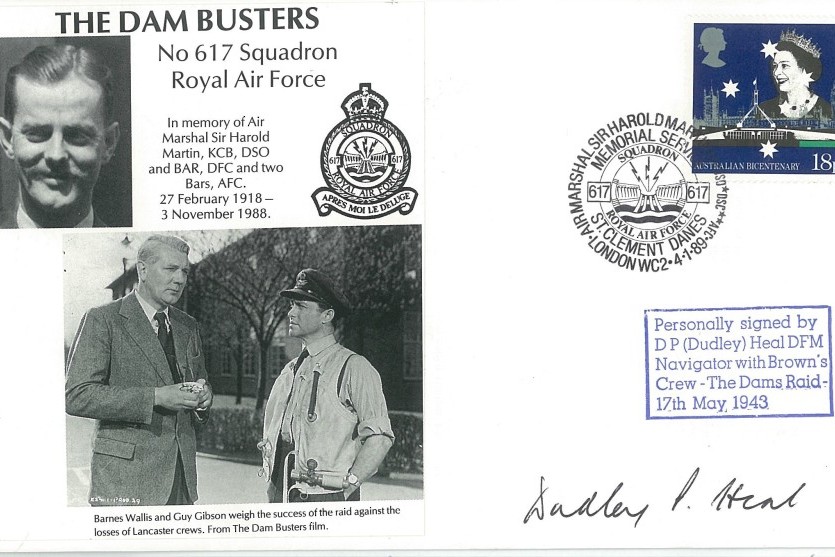 THE DAM BUSTERS
No 617 Squadron
Royal Air Force
In memory of Air
Marshal Sir Harold
Martin, KCB, DSO
and BAR, DFC and two
Bars, AFC.
27 February 1918 –
3 November 1988.
SQUADRON
617 617
ROYAL AIR FORCE
APRES MOI LE DELUGE
Barnes Wallis and Guy Gibson weigh the success of the raid against the
losses of Lancaster crews. From The Dam Busters film.
AUSTRALIAN BICENTENARY 18p
AIR MARSHAL SIR HAROLD
MEMORIAL
SQUADRON
617 617
ROYAL AIR FORCE
ST. CLEMENT DANES
LONDON WC2 • 4 • 1 • 89
Personally signed by
D P (Dudley) Heal DFM
Navigator with Brown's
Crew - The Dams Raid -
17th May 1943
Dudley P. Heal